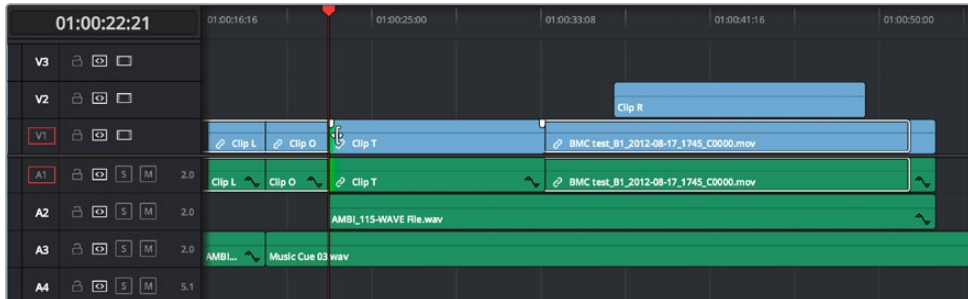 01:00:22:21
01:00:16:16 01:00:25:00 01:00:33:08 01:00:41:16 01:00:50:00
V3
V2
Clip R
V1 Clip L Clip O Clip T BMC test_B1_2012-08-17_1745_C0000.mov
A1 S M 2.0 Clip L Clip O Clip T BMC test_B1_2012-08-17_1745_C0000.mov
A2 S M 2.0 AMBI_115-WAVE File.wav
A3 S M 2.0 AMBI... Music Cue 03.wav
A4 S M 5.1